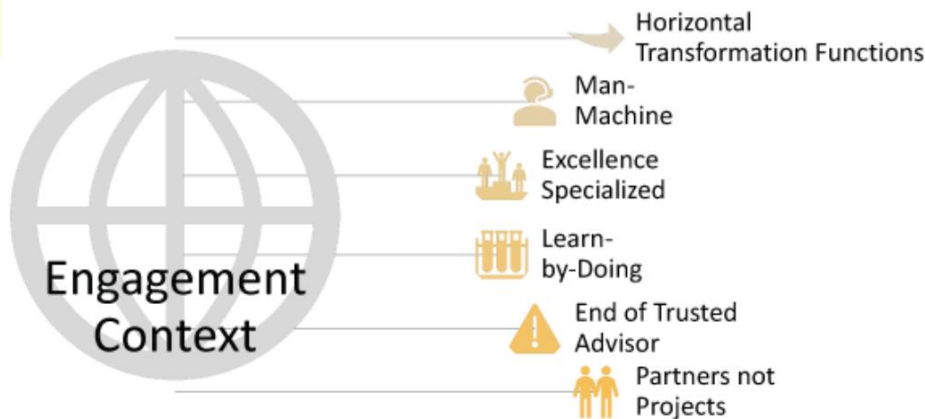 Horizontal
Transformation Functions
Man-
Machine
Excellence
Specialized
Learn-
by-Doing
Engagement
Context
End of Trusted
Advisor
Partners not
Projects